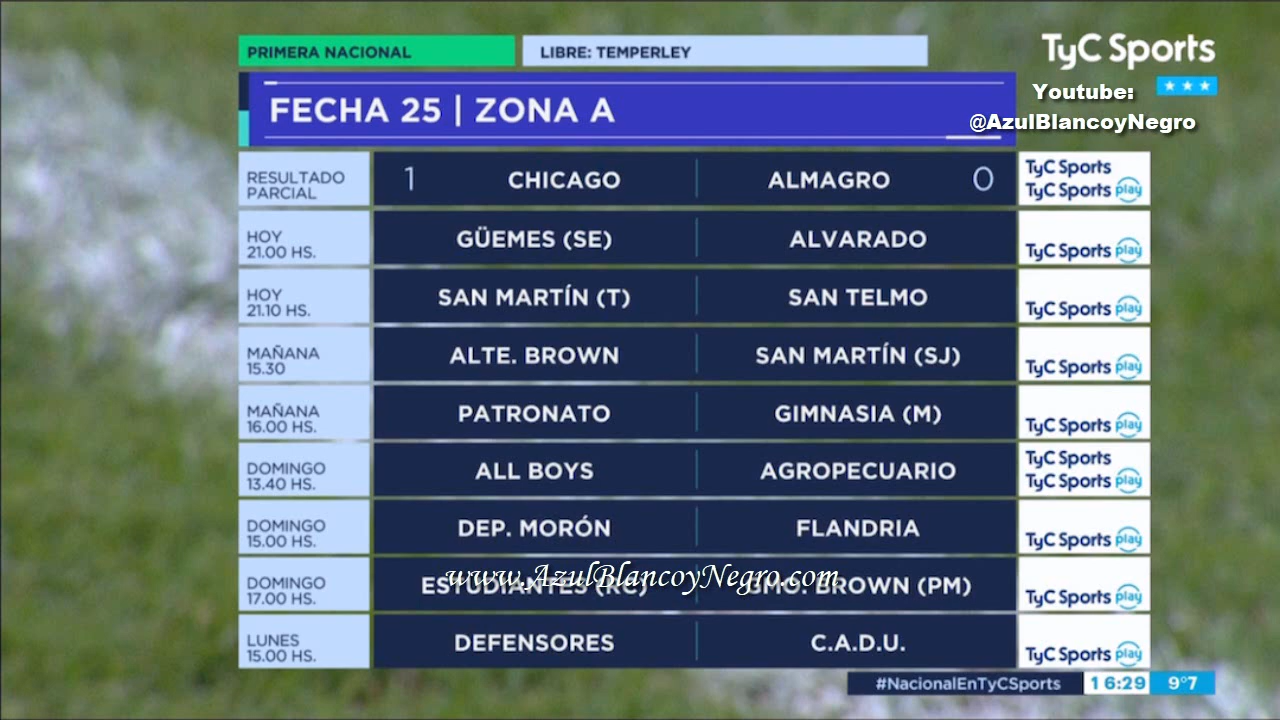 PRIMERA NACIONAL
LIBRE: TEMPERLEY
TyC Sports
FECHA 25 | ZONA A
Youtube:
@AzulBlancoyNegro
RESULTADO PARCIAL 1 CHICAGO ALMAGRO 0 TyC Sports TyC Sports play
HOY 21.00 HS. GÜEMES (SE) ALVARADO TyC Sports play
HOY 21.10 HS. SAN MARTÍN (T) SAN TELMO TyC Sports play
MAÑANA 15.30 ALTE. BROWN SAN MARTÍN (SJ) TyC Sports play
MAÑANA 16.00 HS. PATRONATO GIMNASIA (M) TyC Sports play
DOMINGO 13.40 HS. ALL BOYS AGROPECUARIO TyC Sports TyC Sports play
DOMINGO 15.00 HS. DEP. MORÓN FLANDRIA TyC Sports play
www.AzulBlancoyNegro.com
DOMINGO 17.00 HS. ESTUDIANTES (RC) GMO. BROWN (PM) TyC Sports play
LUNES 15.00 HS. DEFENSORES C.A.D.U. TyC Sports play
#NacionalEnTyCSports 16:29 9°7